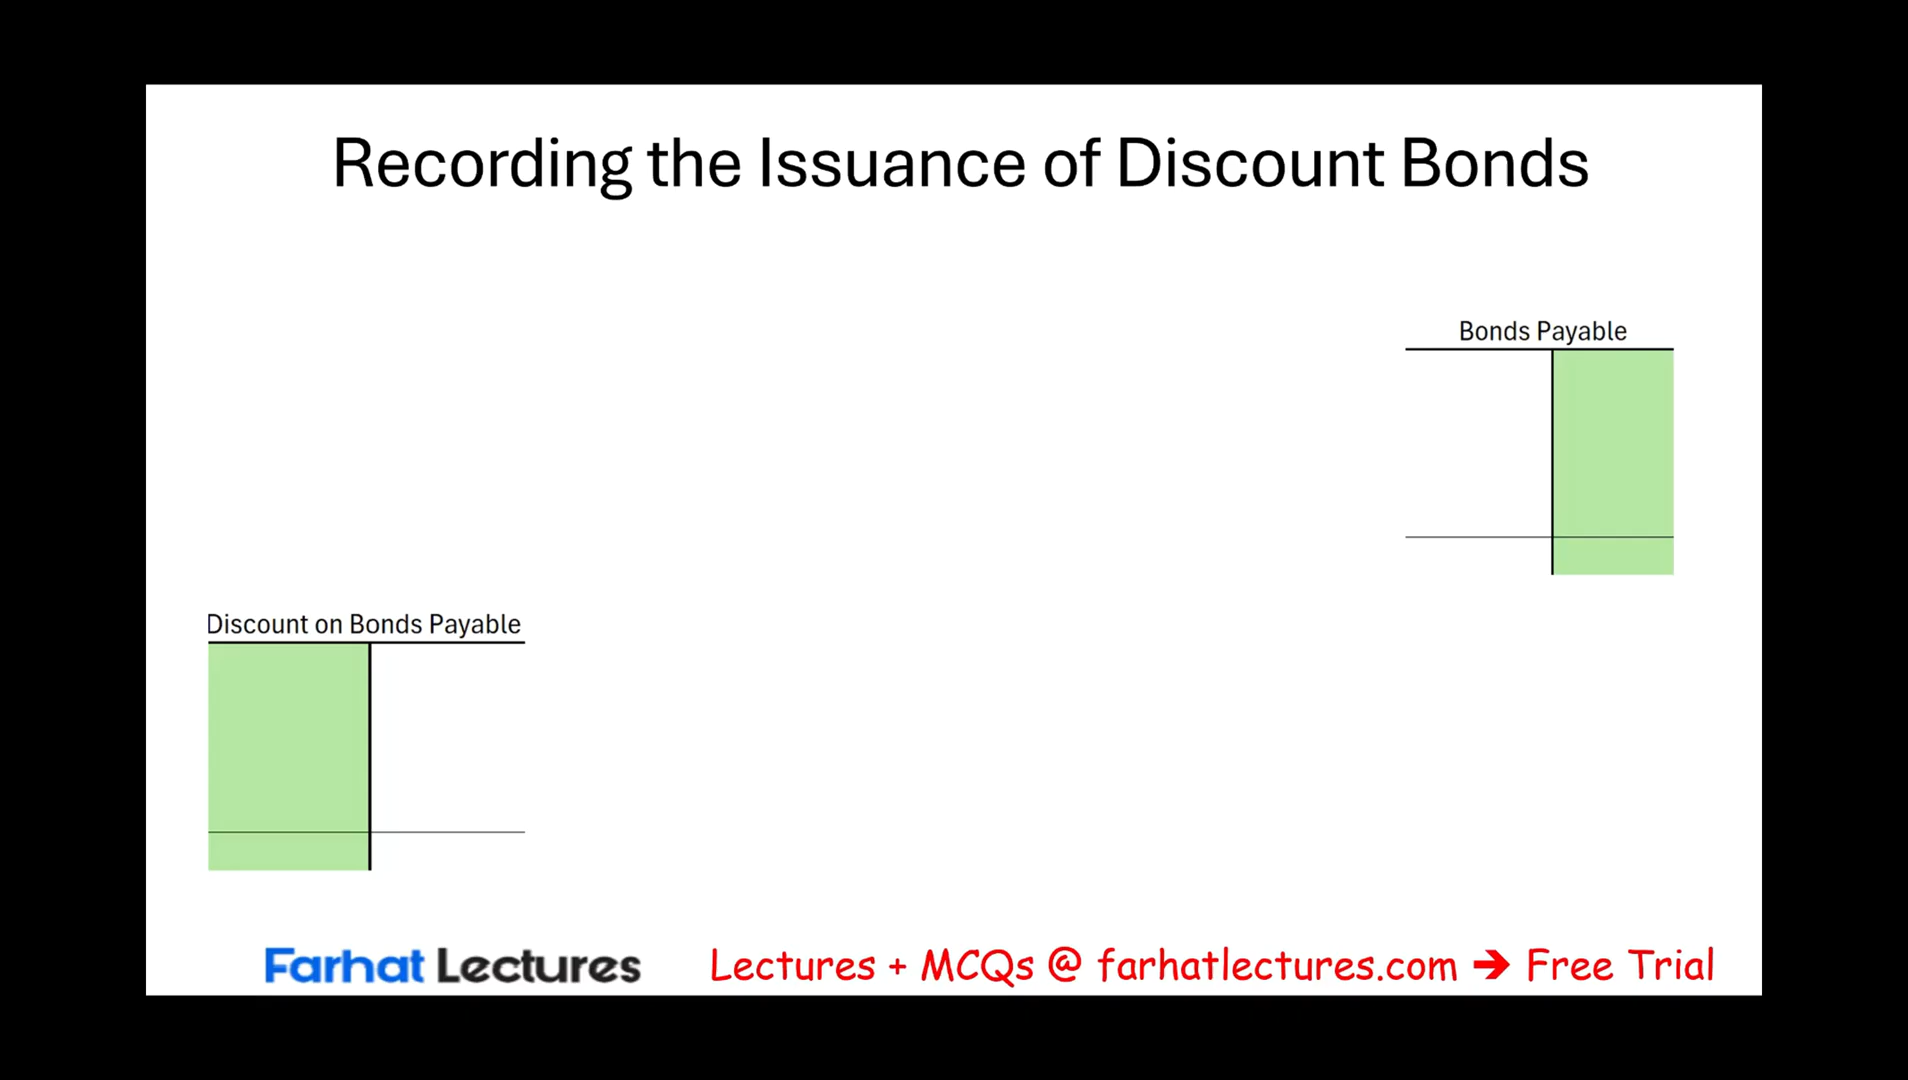 Recording the Issuance of Discount Bonds
Bonds Payable
Discount on Bonds Payable
Farhat Lectures
Lectures + MCQs @ farhatlectures.com ➔ Free Trial